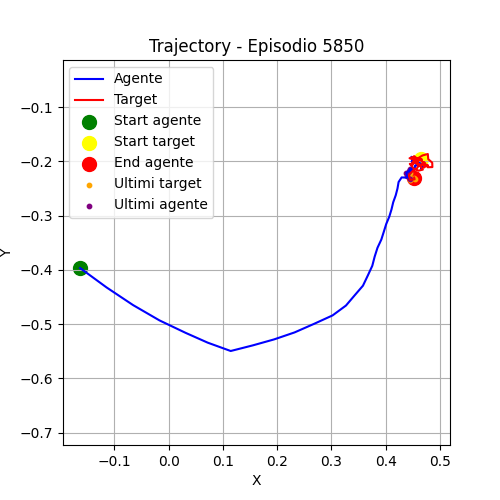 Trajectory - Episodio 5850
Agente
Target
Start agente
Start target
End agente
Ultimi target
Ultimi agente
−0.1
−0.2
−0.3
−0.4
−0.5
−0.6
−0.7
Y
−0.1 0.0 0.1 0.2 0.3 0.4 0.5
X